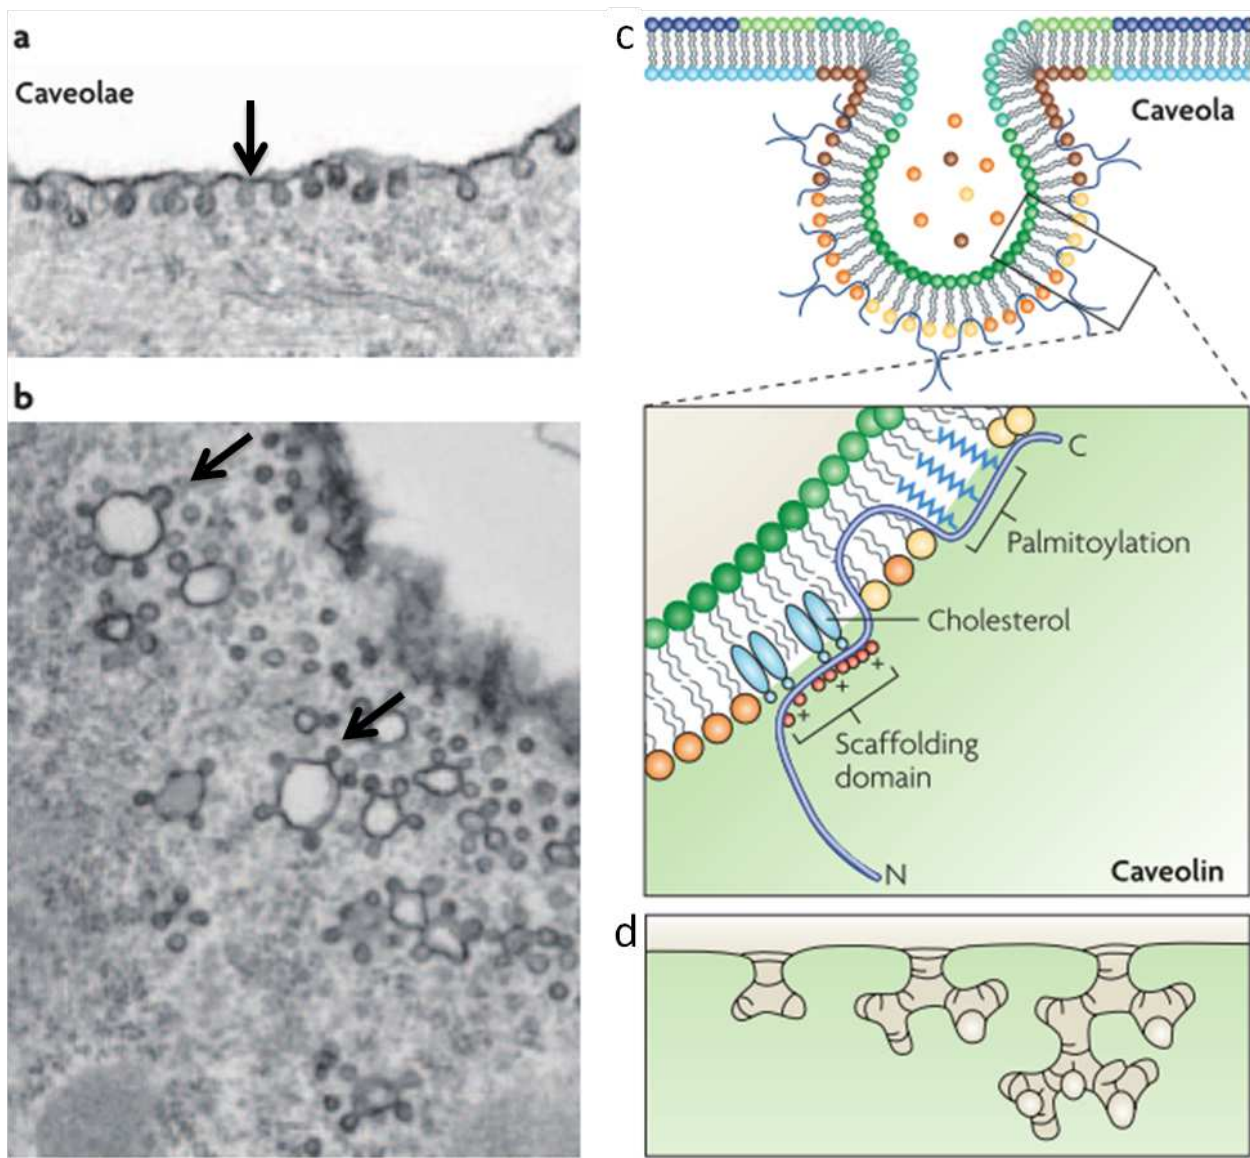 a
Caveolae
b
c
Caveola
C
Palmitoylation
Cholesterol
+
+
+
Scaffolding
domain
N
Caveolin
d